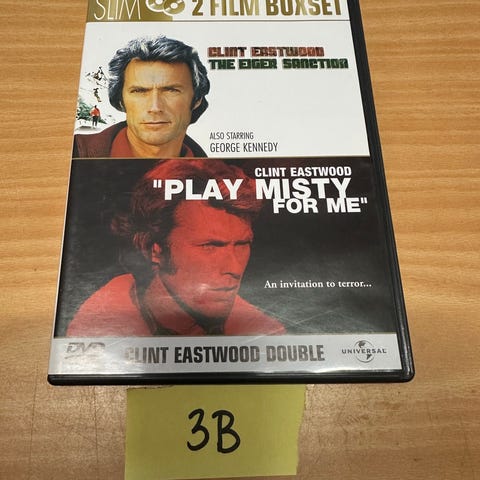 SLIM 2 FILM BOXSET
CLINT EASTWOOD
THE EIGER SANCTION
ALSO STARRING
GEORGE KENNEDY
CLINT EASTWOOD
"PLAY MISTY
FOR ME"
An invitation to terror...
DVD
CLINT EASTWOOD DOUBLE
UNIVERSAL
3B